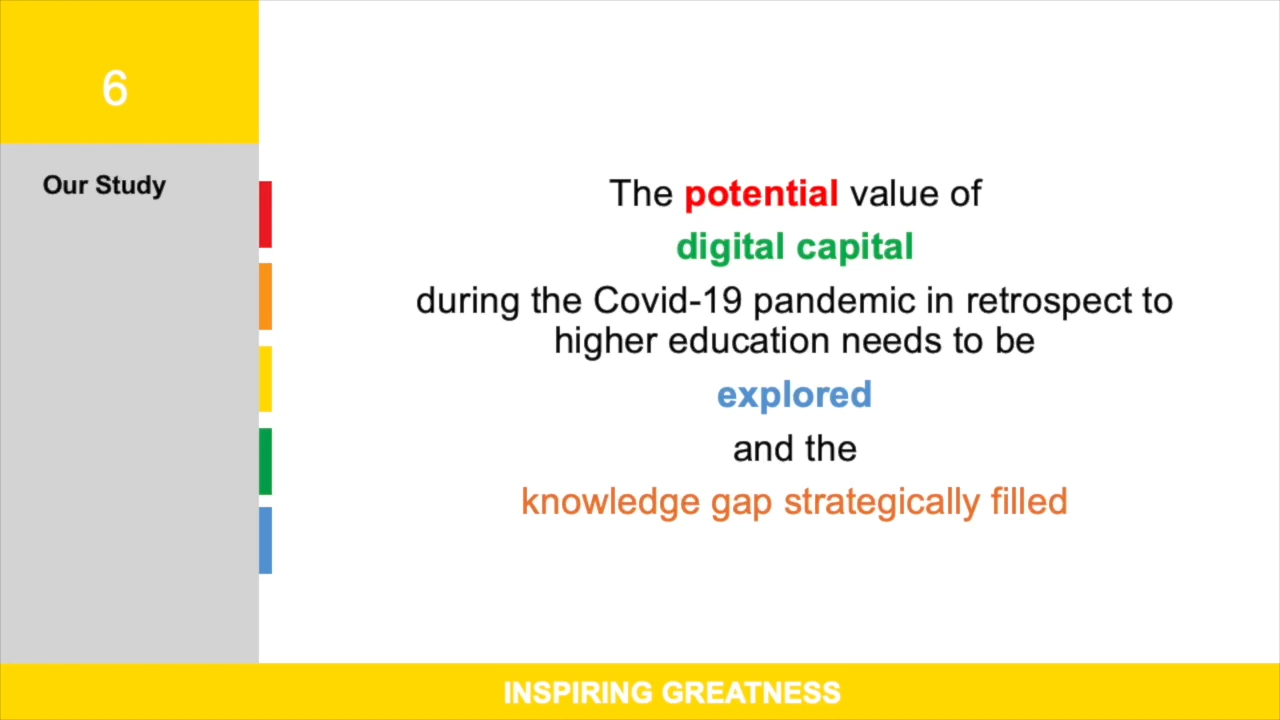 6
Our Study
The potential value of
digital capital
during the Covid-19 pandemic in retrospect to
higher education needs to be
explored
and the
knowledge gap strategically filled
INSPIRING GREATNESS